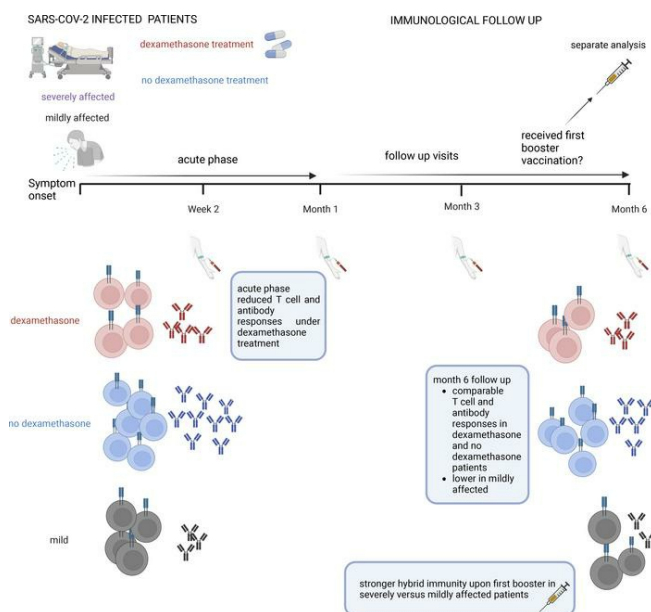 SARS-COV-2 INFECTED PATIENTS
IMMUNOLOGICAL FOLLOW UP
dexamethasone treatment
no dexamethasone treatment
separate analysis
severely affected
mildly affected
received first
booster
vaccination?
acute phase
follow up visits
Symptom
onset
Week 2
Month 1
Month 3
Month 6
acute phase
reduced T cell and
antibody
responses under
dexamethasone
treatment
dexamethasone
month 6 follow up
• comparable
T cell and
antibody
responses in
dexamethasone
and no
dexamethasone
patients
• lower in mildly
affected
no dexamethasone
mild
stronger hybrid immunity upon first booster in
severely versus mildly affected patients